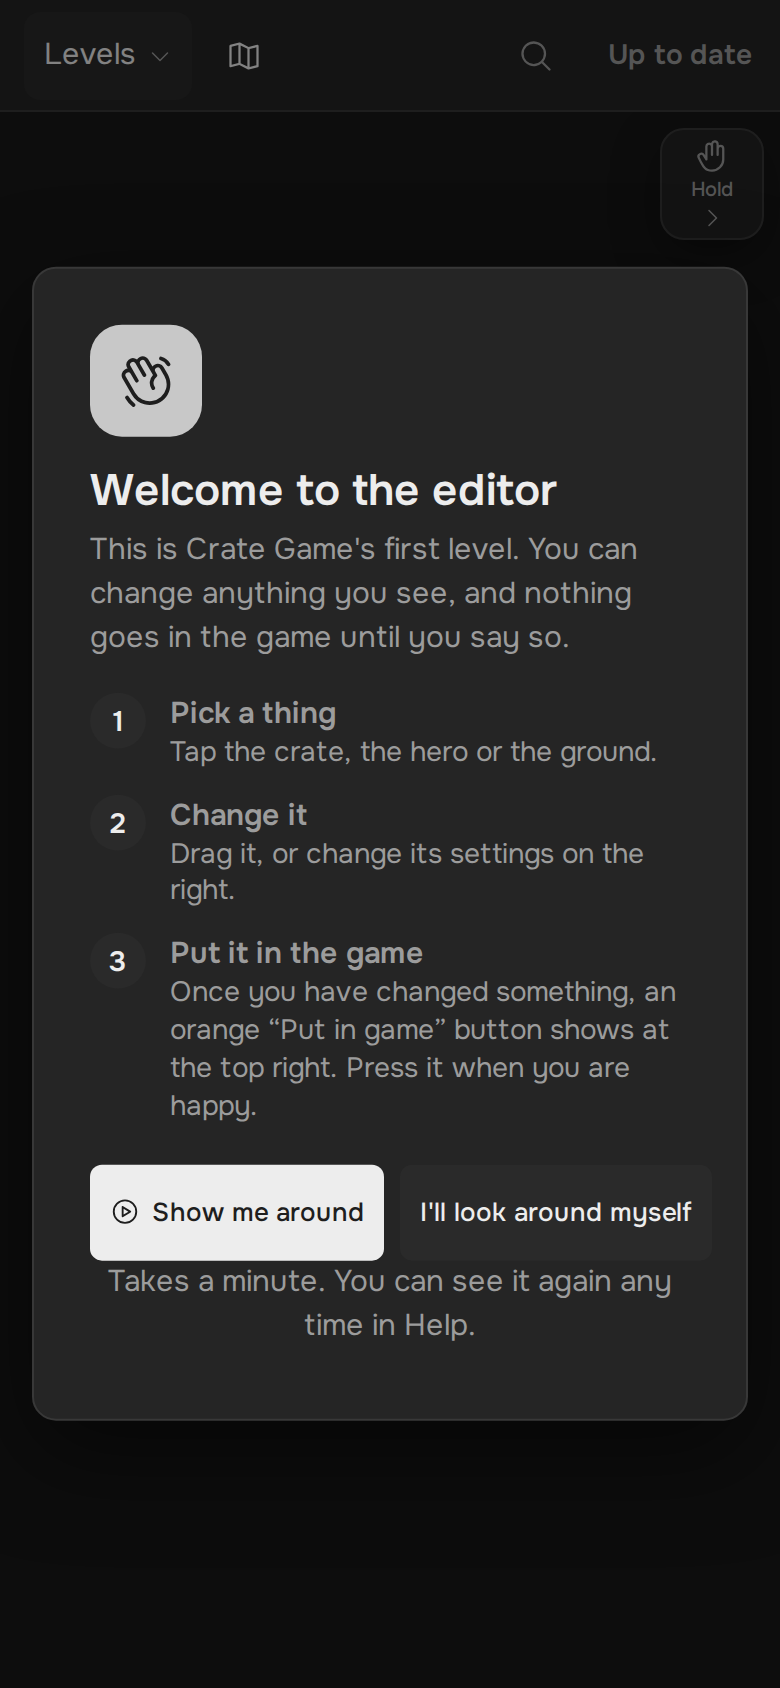 Levels
Up to date
Hold
Welcome to the editor
This is Crate Game's first level. You can
change anything you see, and nothing
goes in the game until you say so.
1
Pick a thing
Tap the crate, the hero or the ground.
2
Change it
Drag it, or change its settings on the
right.
3
Put it in the game
Once you have changed something, an
orange “Put in game” button shows at
the top right. Press it when you are
happy.
Show me around
I'll look around myself
Takes a minute. You can see it again any
time in Help.